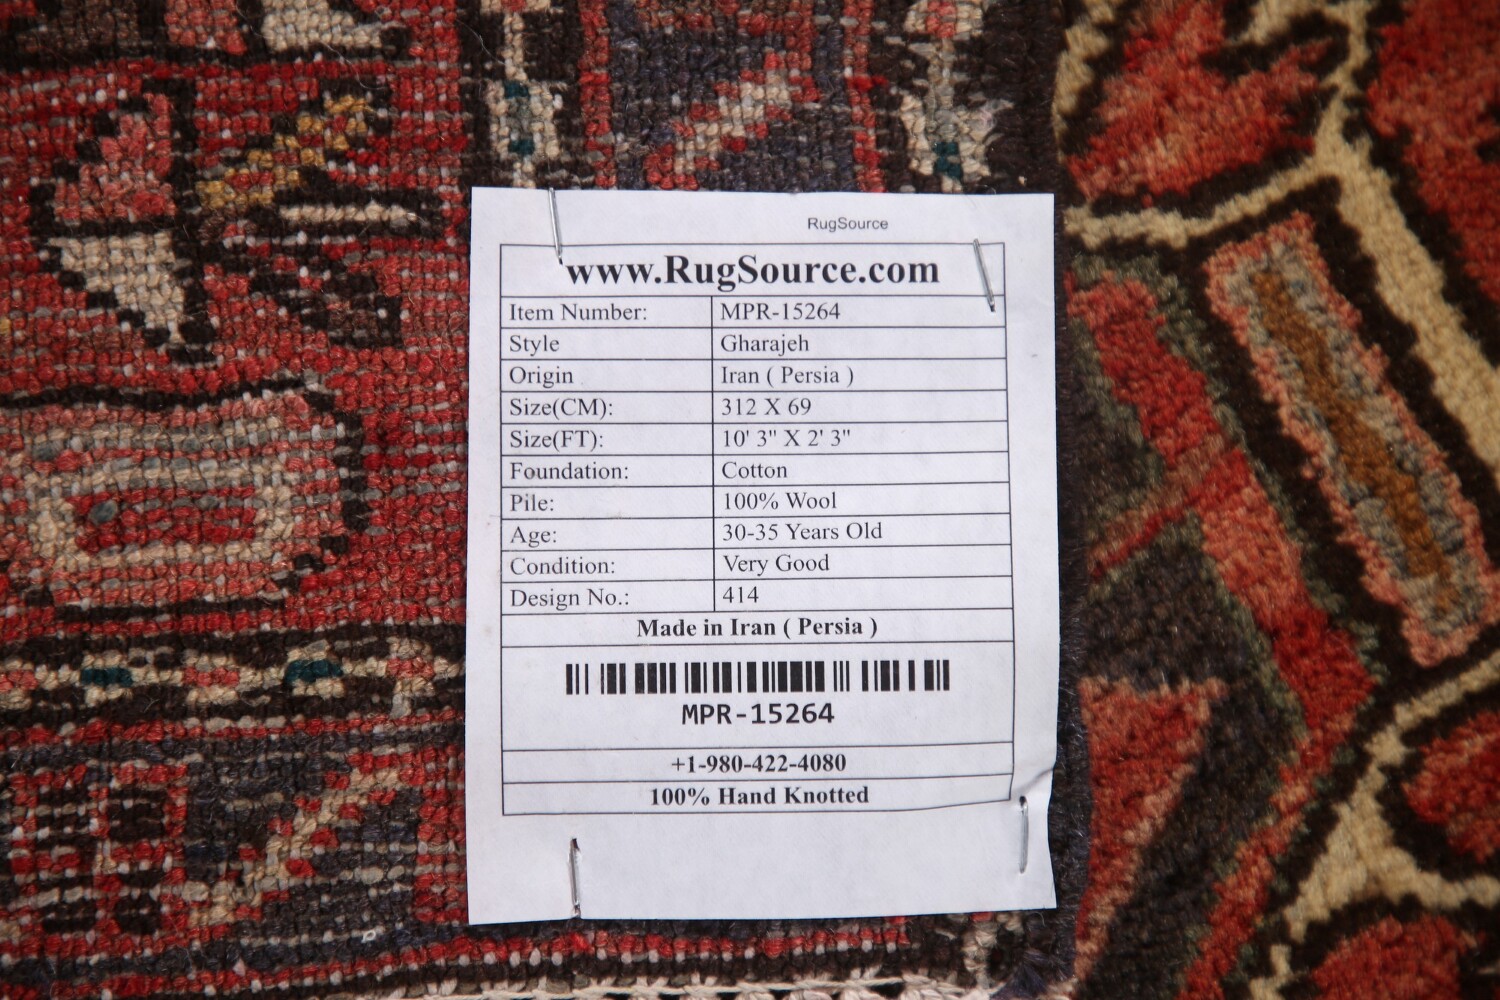 RugSource
www.RugSource.com
Item Number: MPR-15264
Style Gharajeh
Origin Iran ( Persia )
Size(CM): 312 X 69
Size(FT): 10' 3" X 2' 3"
Foundation: Cotton
Pile: 100% Wool
Age: 30-35 Years Old
Condition: Very Good
Design No.: 414
Made in Iran ( Persia )
MPR-15264
+1-980-422-4080
100% Hand Knotted